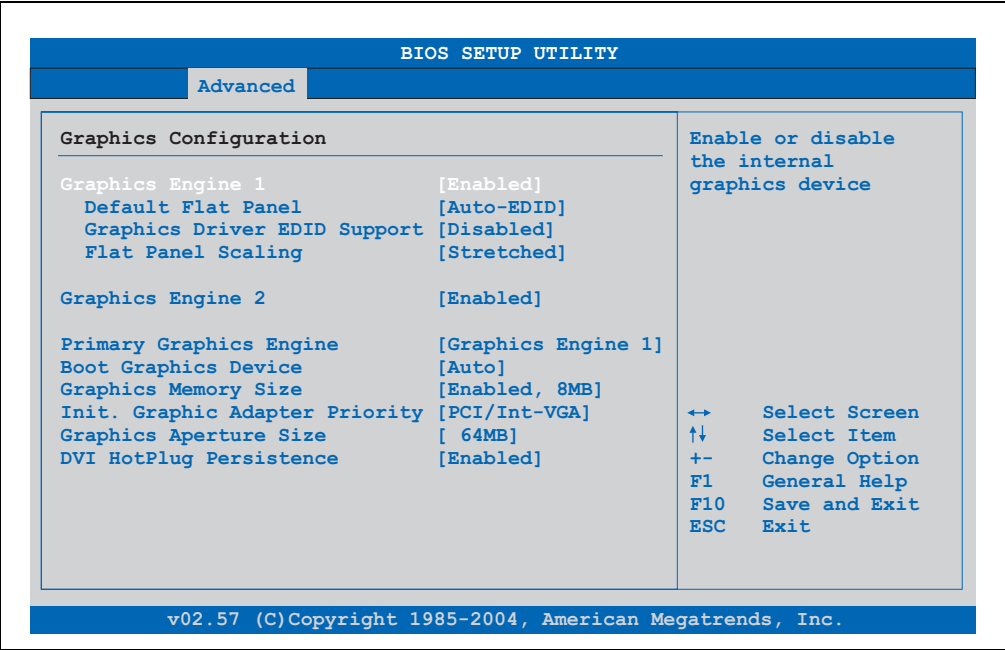 BIOS SETUP UTILITY
Advanced
Graphics Configuration
Graphics Engine 1 [Enabled]
Default Flat Panel [Auto-EDID]
Graphics Driver EDID Support [Disabled]
Flat Panel Scaling [Stretched]
Graphics Engine 2 [Enabled]
Primary Graphics Engine [Graphics Engine 1]
Boot Graphics Device [Auto]
Graphics Memory Size [Enabled, 8MB]
Init. Graphic Adapter Priority [PCI/Int-VGA]
Graphics Aperture Size [ 64MB]
DVI HotPlug Persistence [Enabled]
Enable or disable
the internal
graphics device
↔ Select Screen
↑↓ Select Item
+- Change Option
F1 General Help
F10 Save and Exit
ESC Exit
v02.57 (C)Copyright 1985-2004, American Megatrends, Inc.